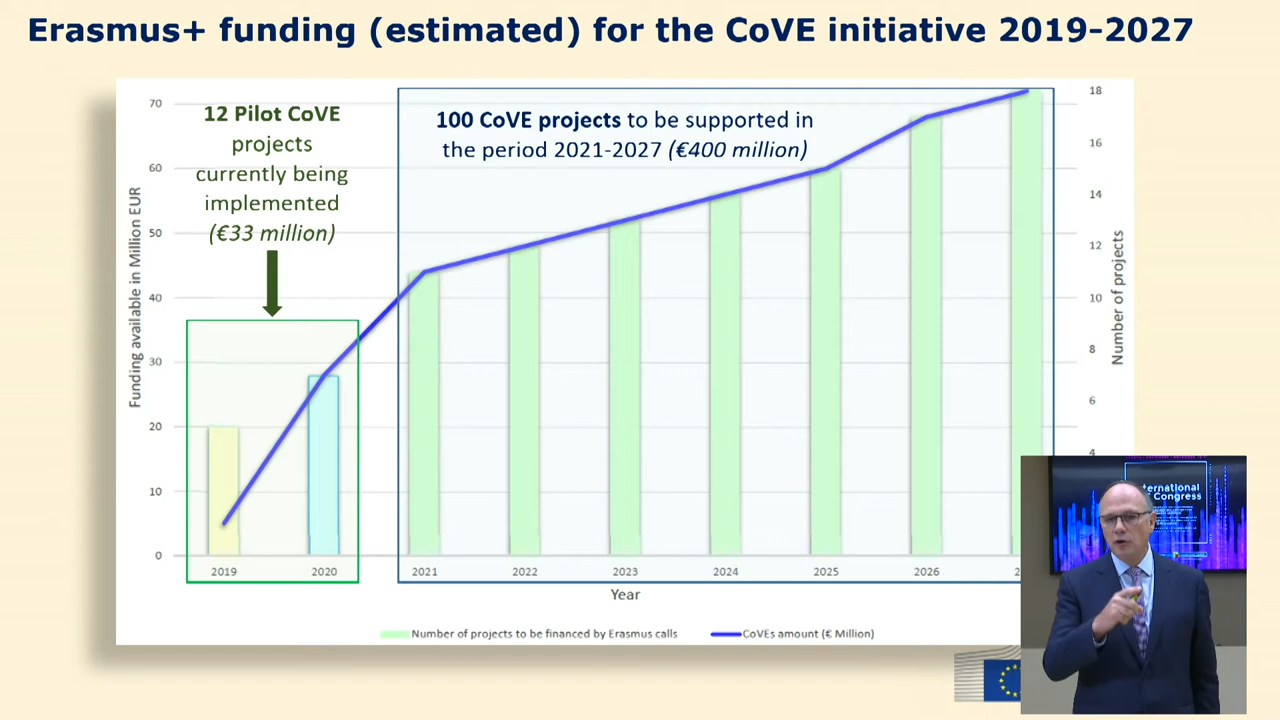 Erasmus+ funding (estimated) for the CoVE initiative 2019-2027
12 Pilot CoVE
projects
currently being
implemented
(€33 million)
100 CoVE projects to be supported in
the period 2021-2027 (€400 million)
Funding available in Million EUR
70
60
50
40
30
20
10
0
18
16
14
12
10
8
6
4
Number of projects
2019
2020
2021
2022
2023
2024
2025
2026
Year
Number of projects to be financed by Erasmus calls
CoVEs amount (€ Million)
ternational
Congress